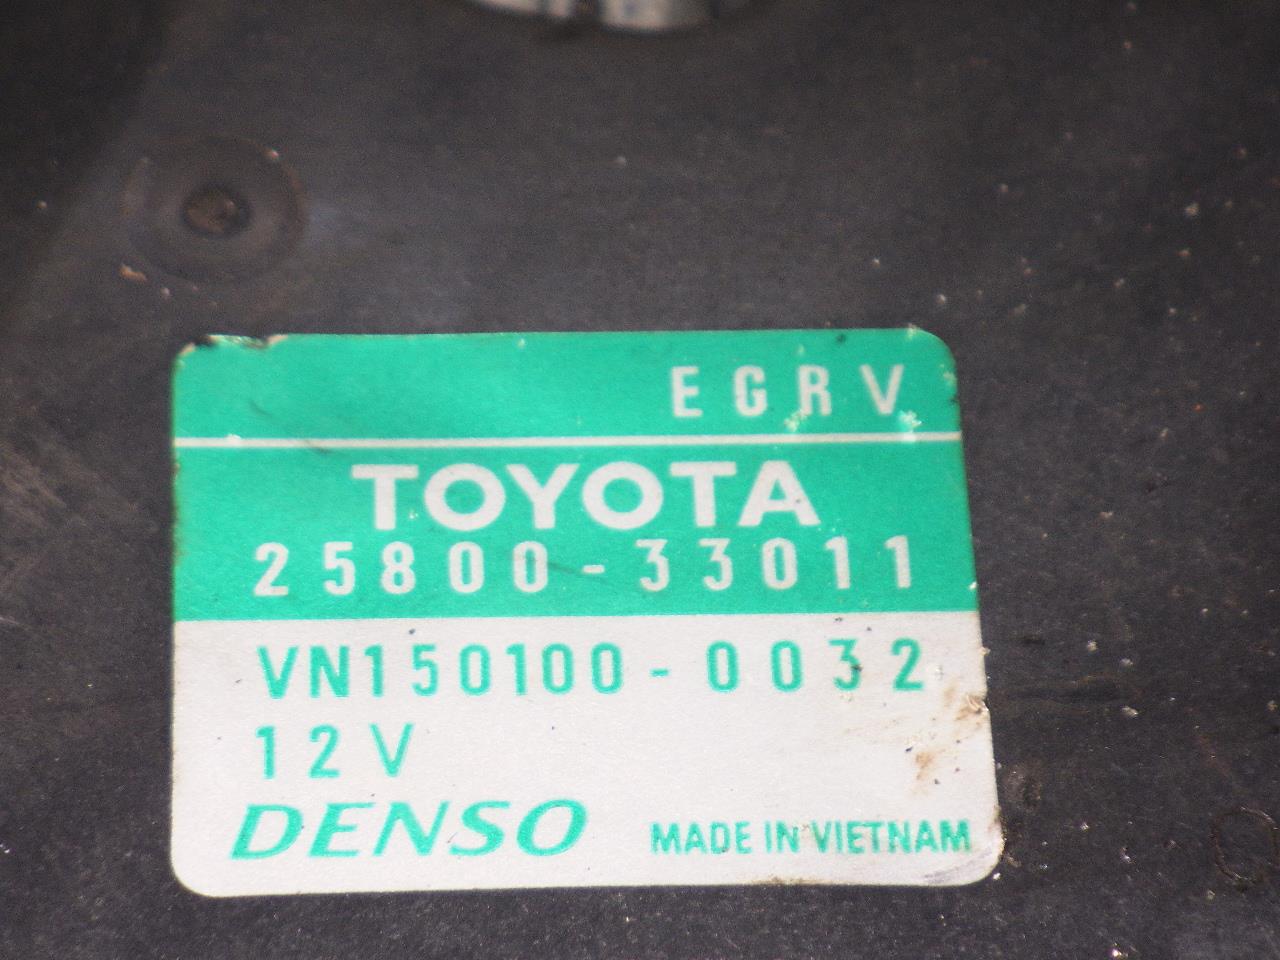 EGRV
TOYOTA
25800-33011
VN150100-0032
12V
DENSO MADE IN VIETNAM